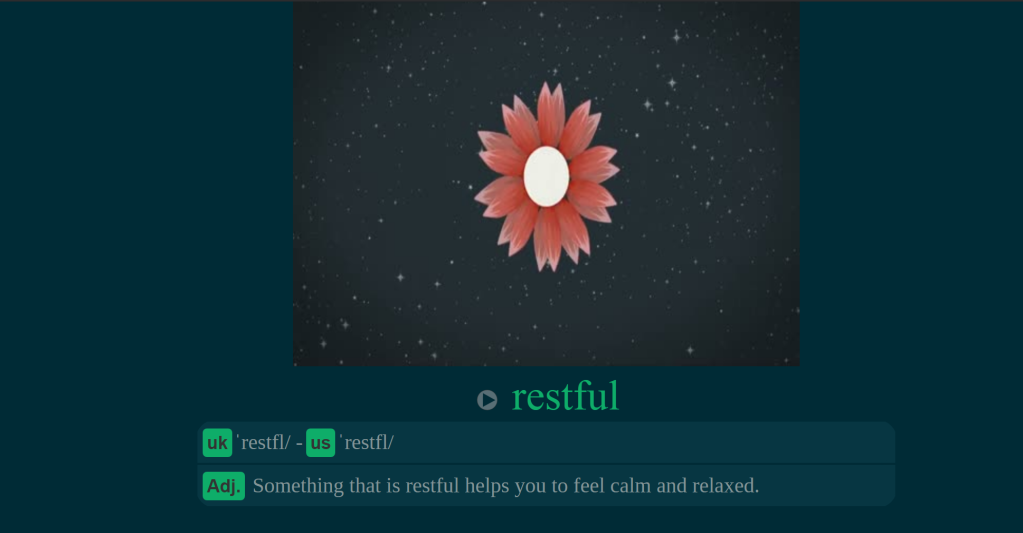 restful
uk ˈrestfl/ - us ˈrestfl/
Adj. Something that is restful helps you to feel calm and relaxed.